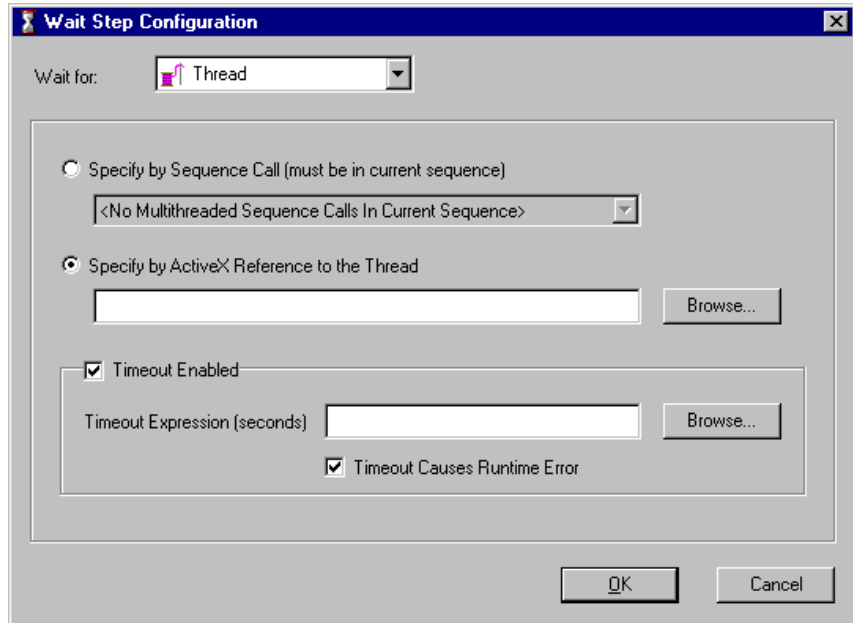 Wait Step Configuration
Wait for:
Thread
Specify by Sequence Call (must be in current sequence)
<No Multithreaded Sequence Calls In Current Sequence>
Specify by ActiveX Reference to the Thread
Browse...
Timeout Enabled
Timeout Expression (seconds)
Browse...
Timeout Causes Runtime Error
OK
Cancel